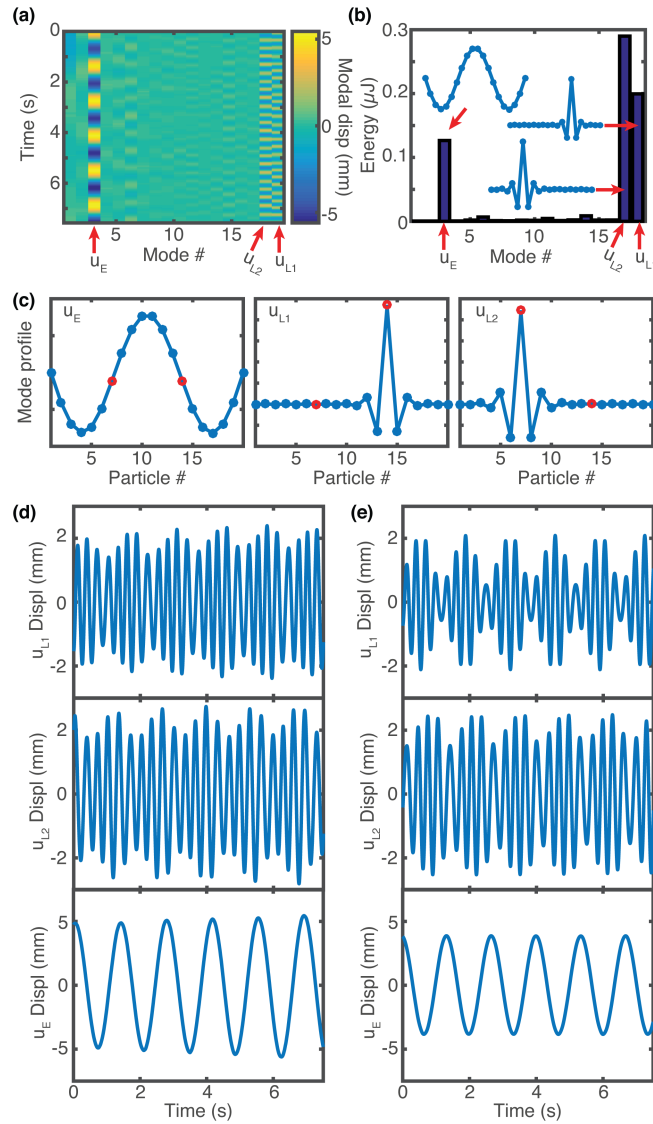 (a)
0
2
4
6
Time (s)
5
10
15
Mode #
u_E
u_L2
u_L1
5
0
-5
Modal disp (mm)
(b)
0.3
0.2
0.1
0
Energy (μJ)
5
10
15
Mode #
u_E
u_L2
u_L
(c)
Mode profile
u_E
u_L1
u_L2
5
10
15
5
10
15
5
10
15
Particle #
Particle #
Particle #
(d)
2
0
-2
u_L1 Displ (mm)
2
0
-2
u_L2 Displ (mm)
5
0
-5
u_E Displ (mm)
0
2
4
6
Time (s)
(e)
2
0
-2
u_L1 Displ (mm)
2
0
-2
u_L2 Displ (mm)
5
0
-5
u_E Displ (mm)
0
2
4
6
Time (s)